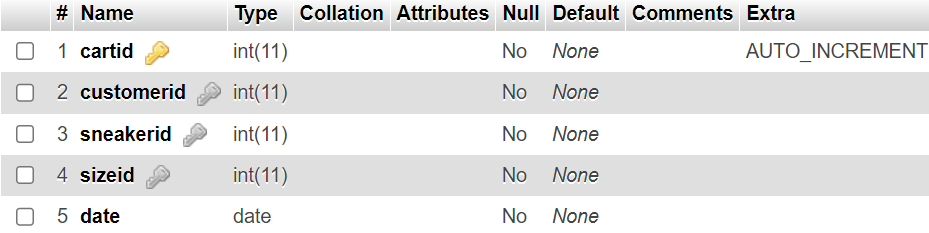 # Name Type Collation Attributes Null Default Comments Extra
1 cartid int(11) No None AUTO_INCREMENT
2 customerid int(11) No None
3 sneakerid int(11) No None
4 sizeid int(11) No None
5 date date No None